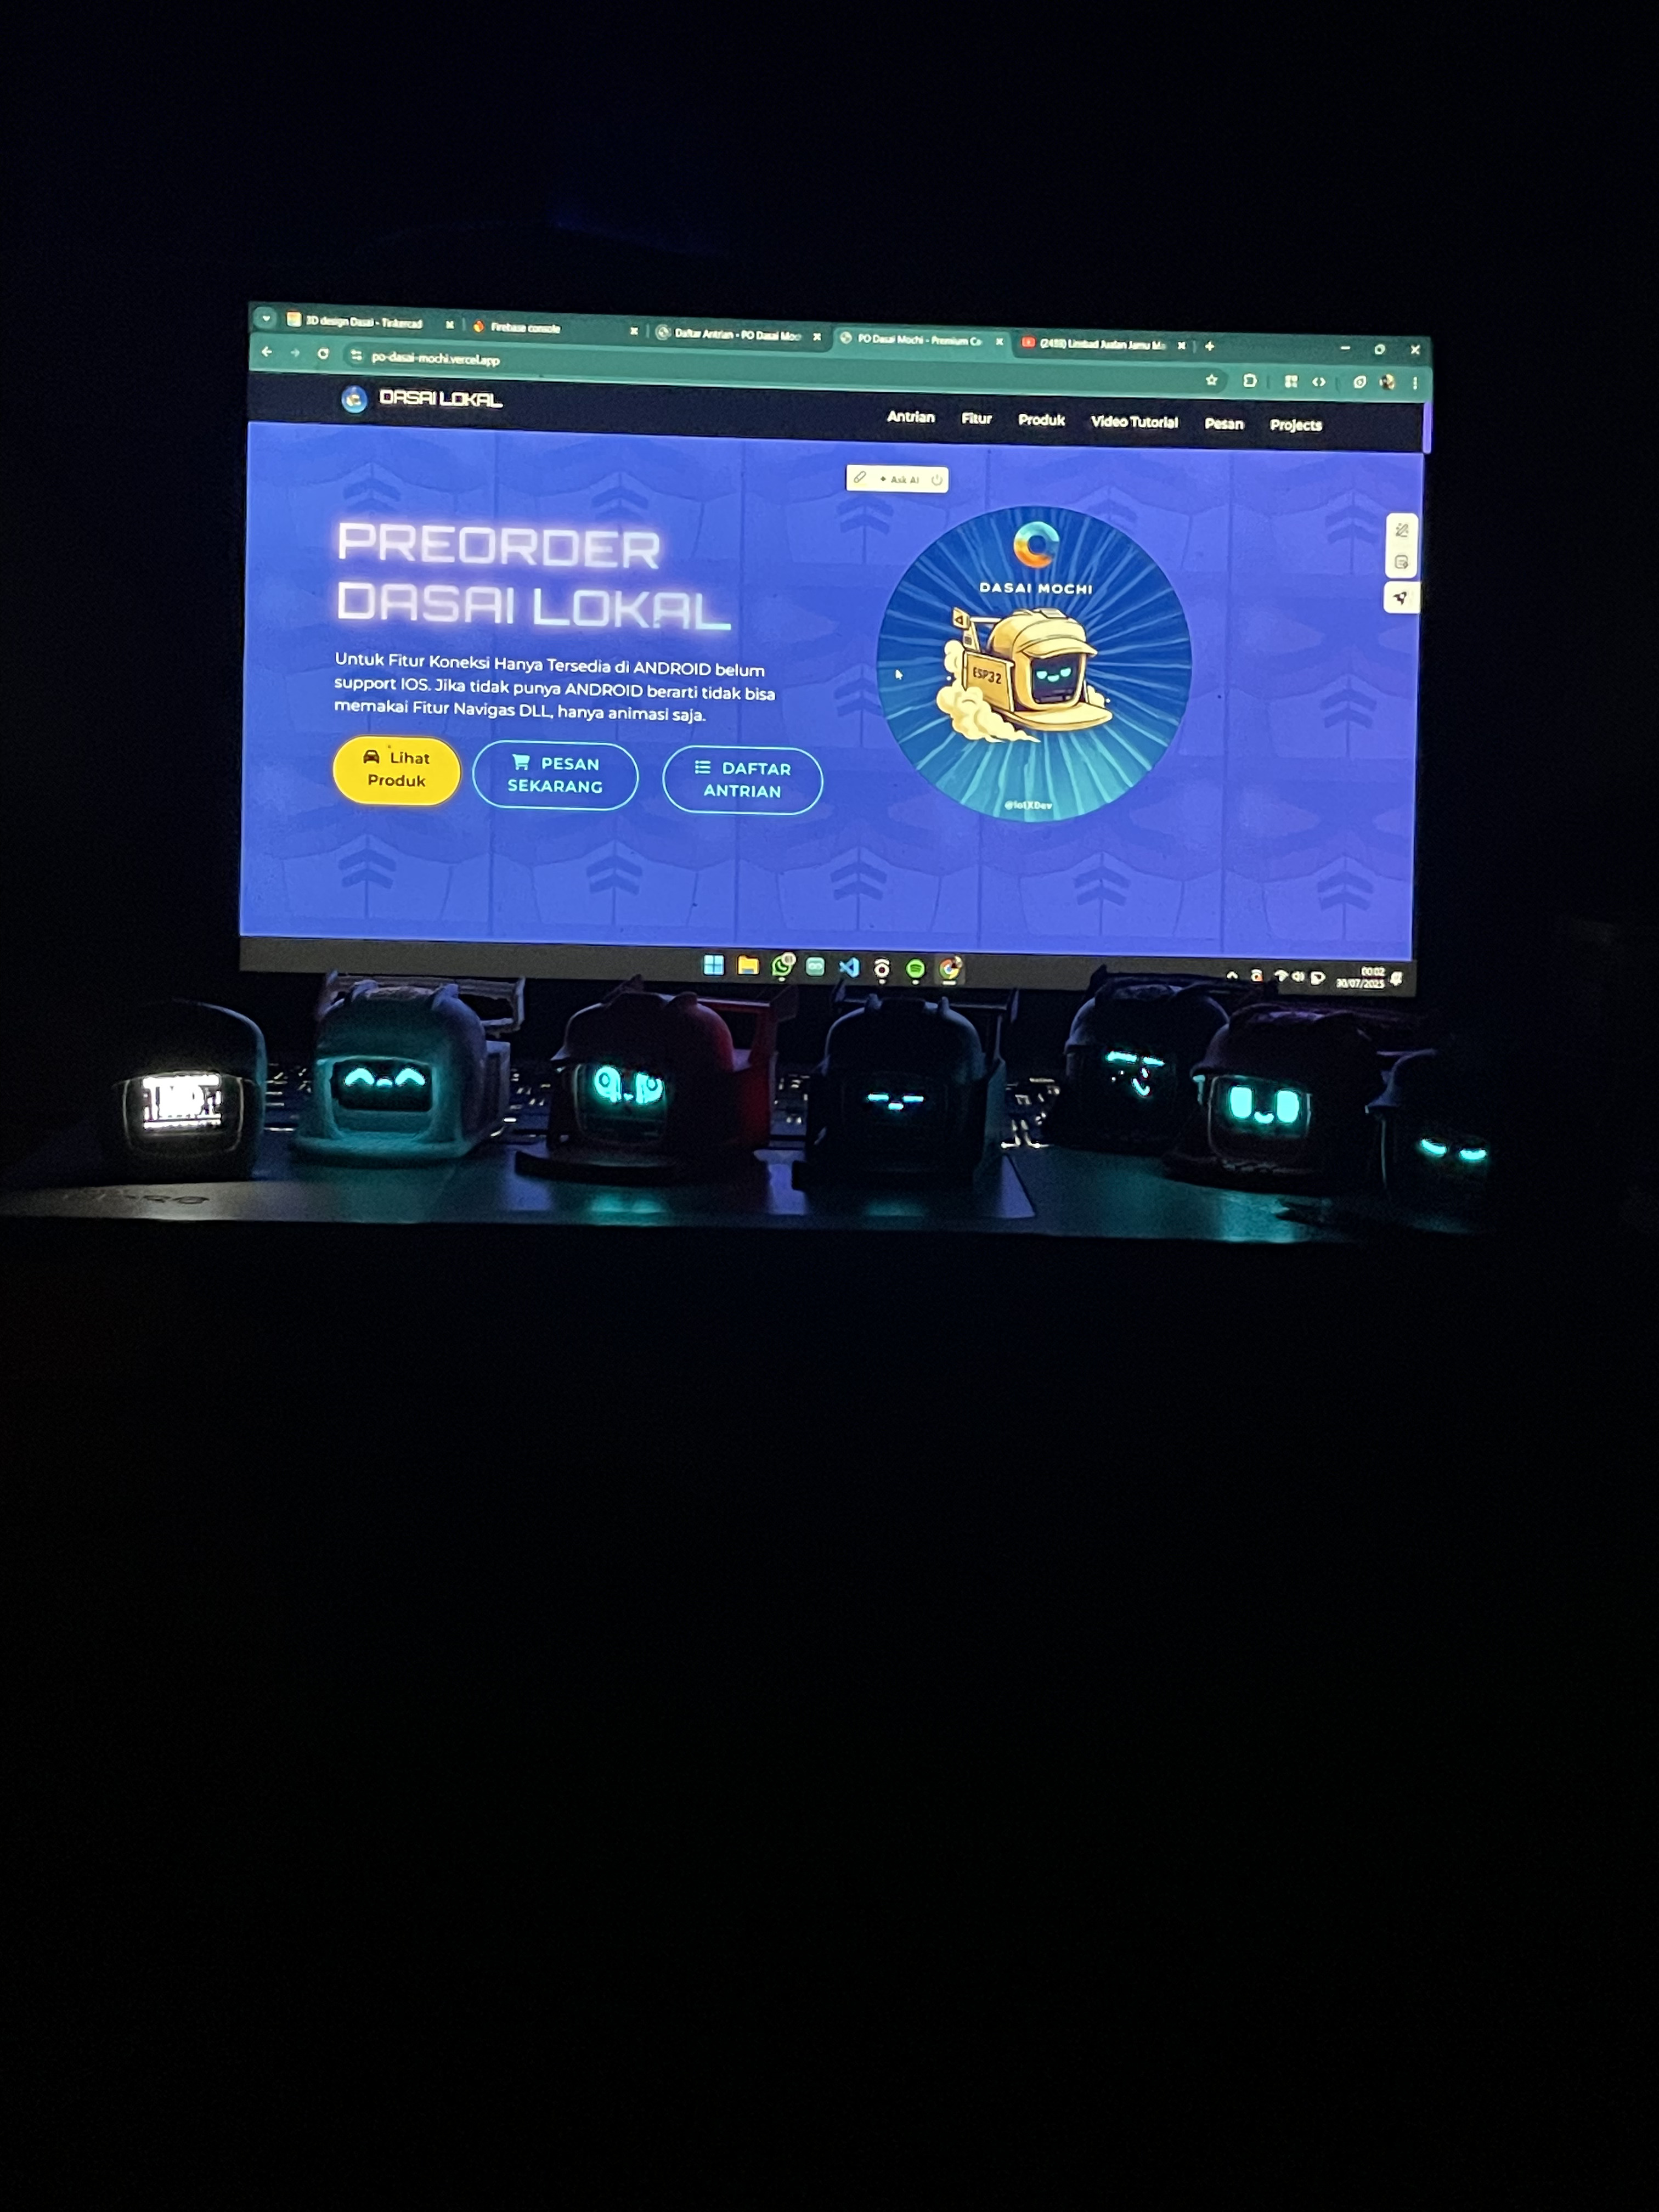 3D design Dasai - Tinkercad
Firebase console
Daftar Antrian - PO Dasai Moc
PO Dasai Mochi - Premium Ca
po-dasai-mochi.vercel.app
DASAI LOKAL
Antrian
Fitur
Produk
Video Tutorial
Pesan
Projects
Ask AI
PREORDER
DASAI LOKAL
Untuk Fitur Koneksi Hanya Tersedia di ANDROID belum
support IOS. Jika tidak punya ANDROID berarti tidak bisa
memakai Fitur Navigas DLL, hanya animasi saja.
Lihat
Produk
PESAN
SEKARANG
DAFTAR
ANTRIAN
DASAI MOCHI
ESP32
00:02
30/07/2025